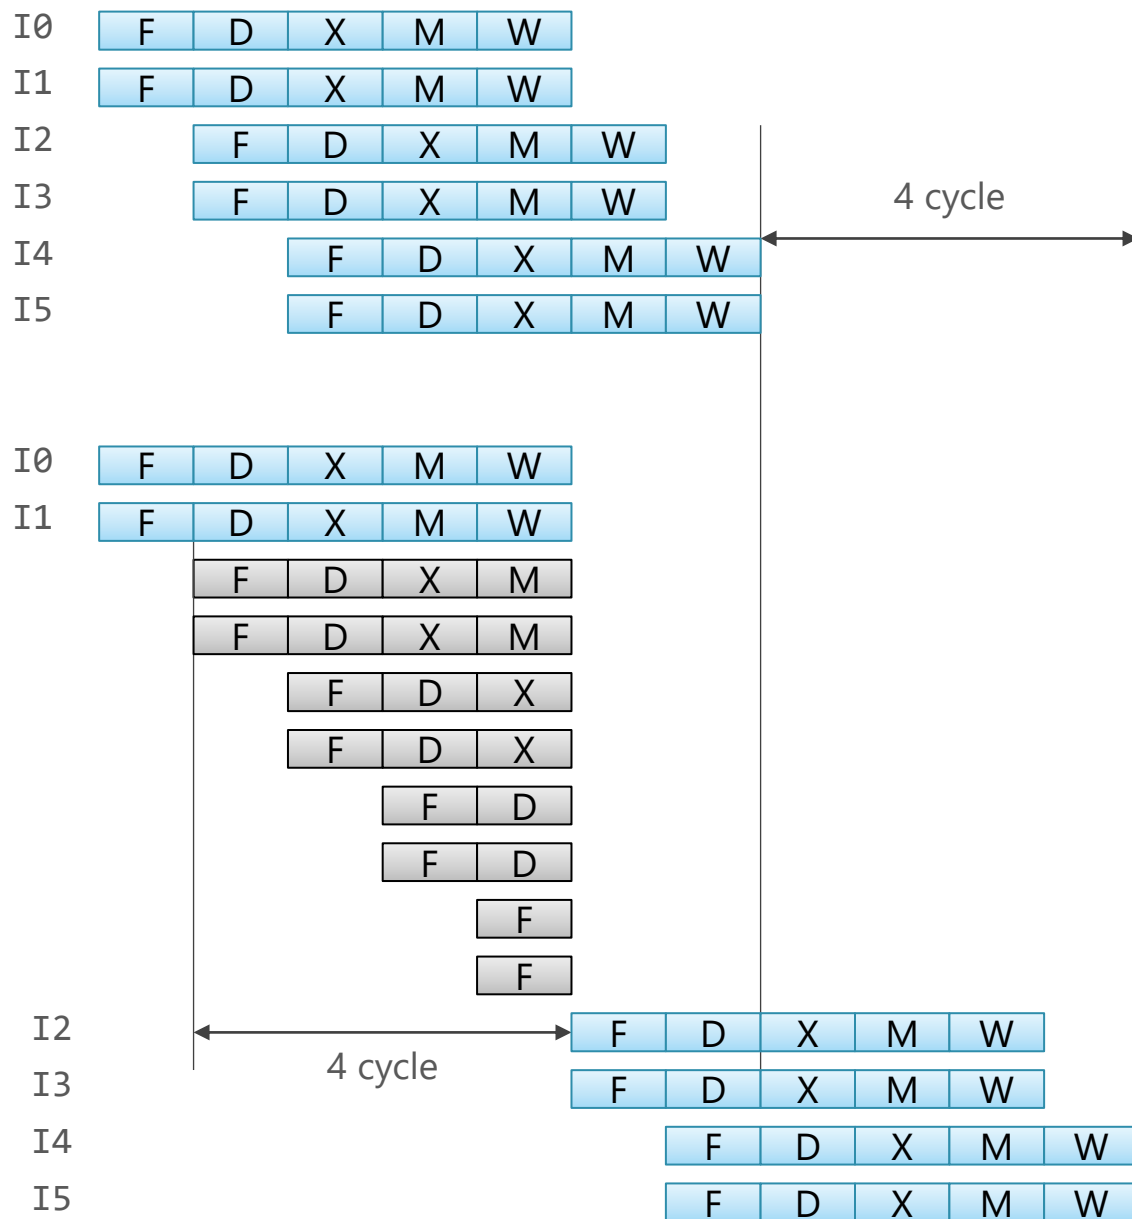 I0 F D X M W
I1 F D X M W
I2 F D X M W
I3 F D X M W
4 cycle
I4 F D X M W
I5 F D X M W
I0 F D X M W
I1 F D X M W
F D X M
F D X M
F D X
F D X
F D
F D
F
F
I2 F D X M W
4 cycle
I3 F D X M W
I4 F D X M W
I5 F D X M W